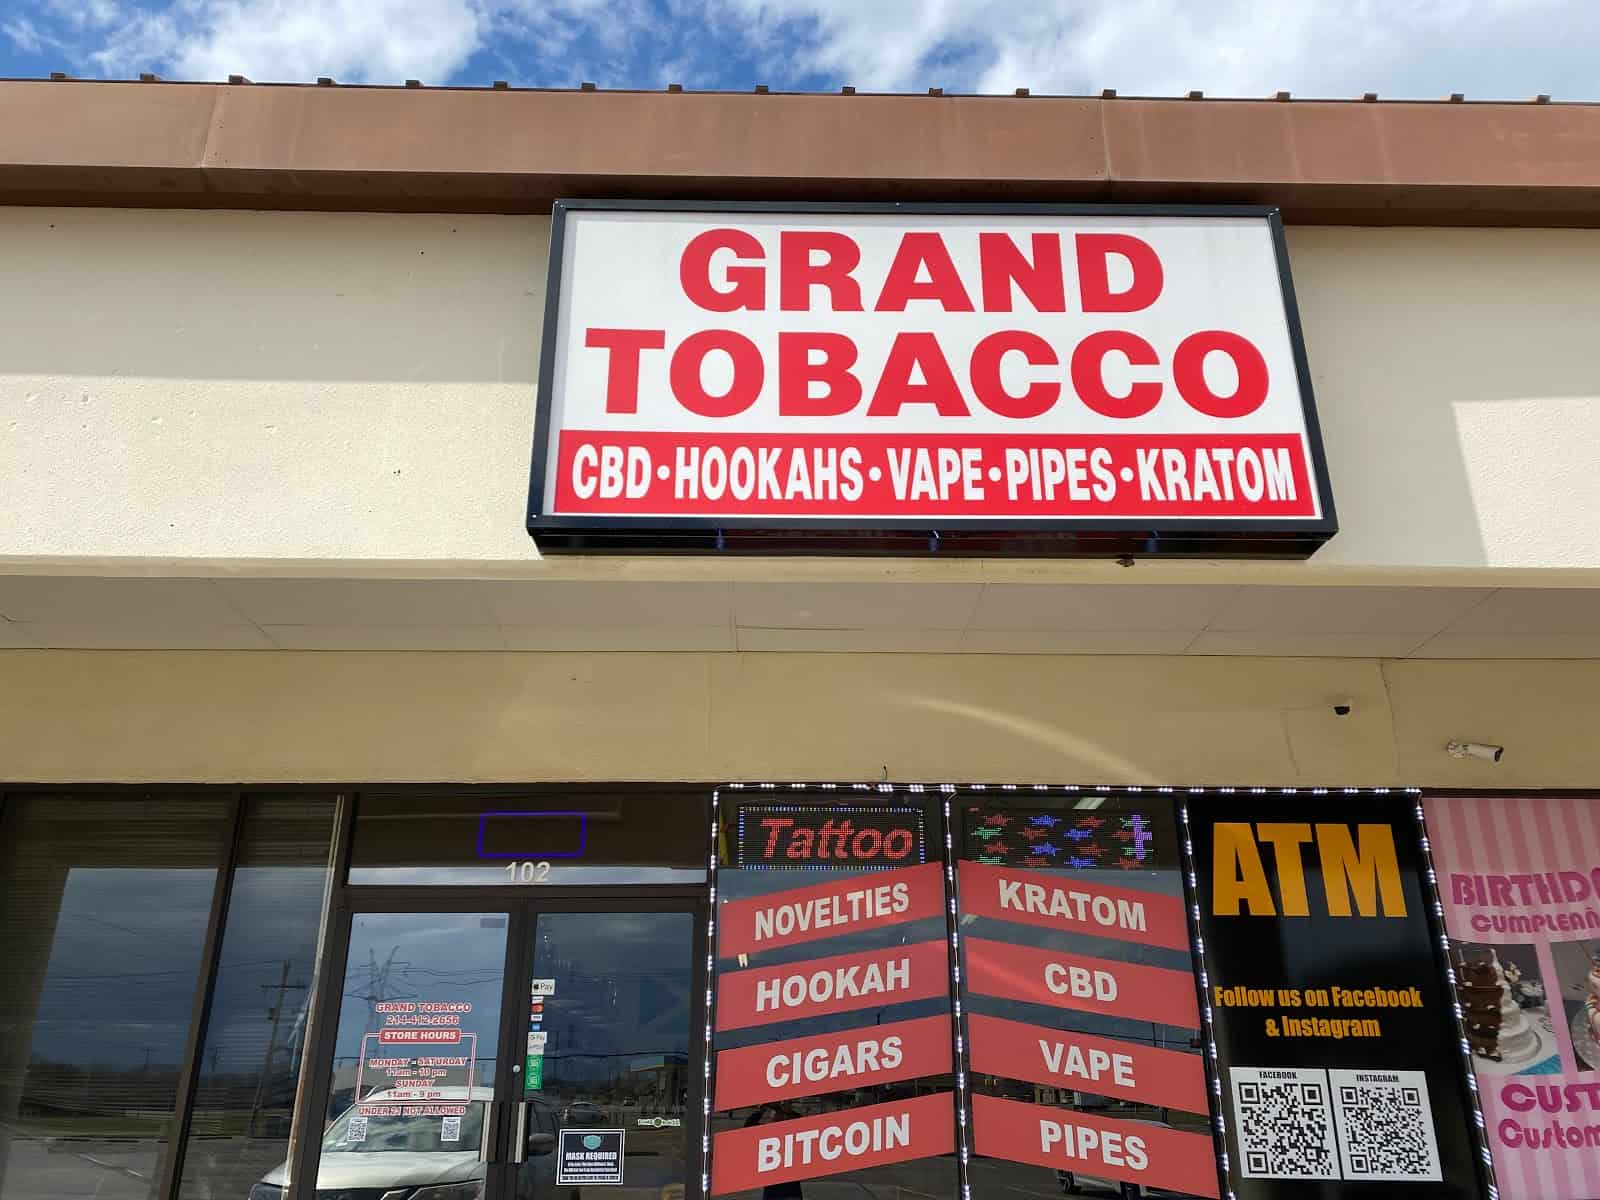 GRAND
TOBACCO
CBD•HOOKAHS•VAPE•PIPES•KRATOM
102
GRAND TOBACCO
214-412-2656
STORE HOURS
MONDAY - SATURDAY
11am - 10 pm
SUNDAY
11am - 9 pm
UNDER 21 NOT ALLOWED
Pay
MASK REQUIRED
Tattoo
NOVELTIES
HOOKAH
CIGARS
BITCOIN
KRATOM
CBD
VAPE
PIPES
ATM
Follow us on Facebook
& Instagram
FACEBOOK
INSTAGRAM
BIRTHD
CUMPLEAÑ
CUST
Custom